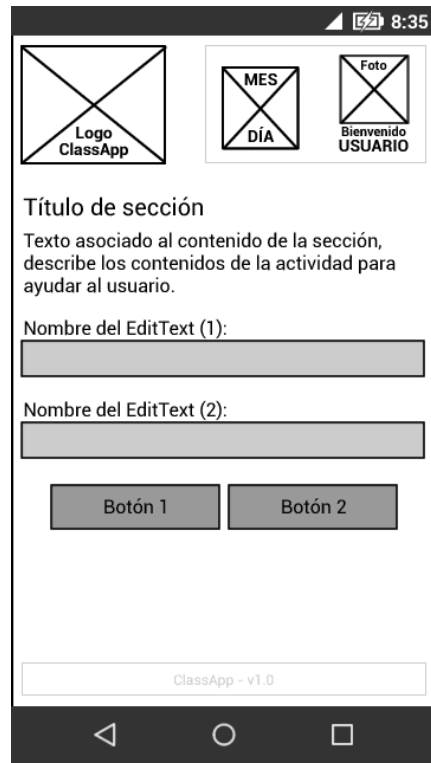 8:35
Logo
ClassApp
MES
DÍA
Foto
Bienvenido
USUARIO
Título de sección
Texto asociado al contenido de la sección,
describe los contenidos de la actividad para
ayudar al usuario.
Nombre del EditText (1):
Nombre del EditText (2):
Botón 1
Botón 2
ClassApp - v1.0